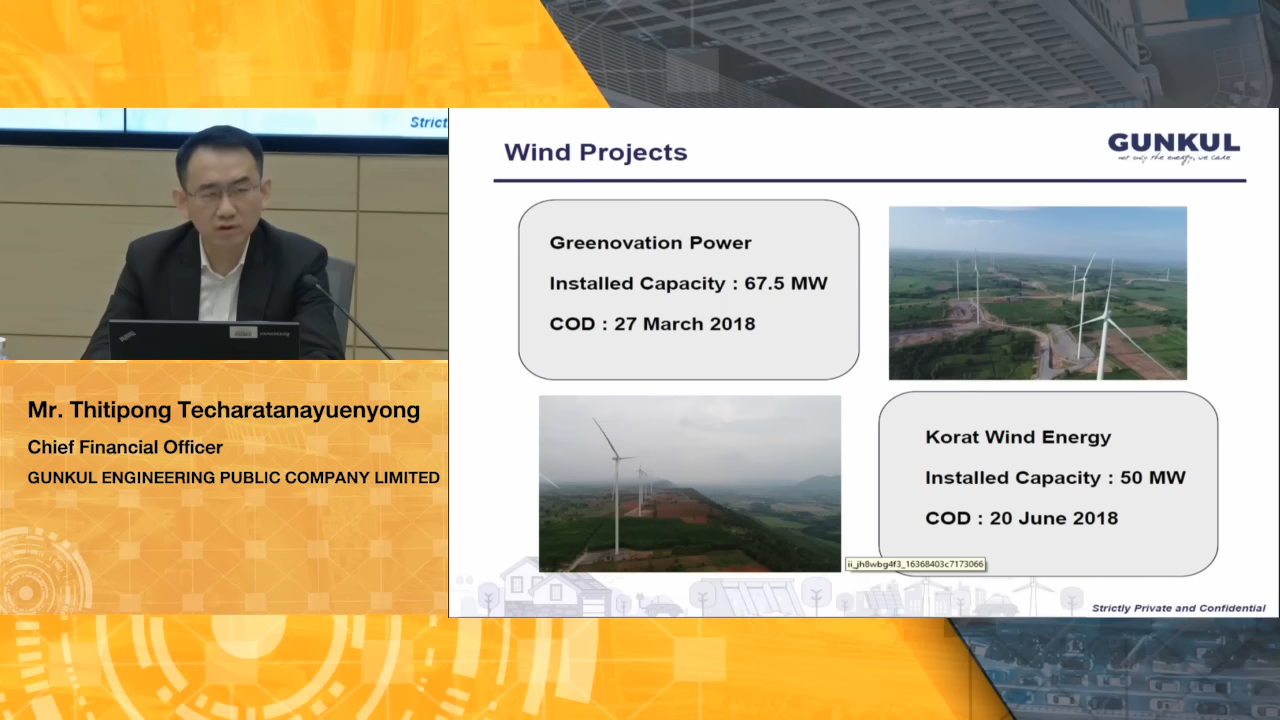 Strict
Wind Projects
GUNKUL
not only the energy, we care
Greenovation Power
Installed Capacity : 67.5 MW
COD : 27 March 2018
Mr. Thitipong Techaratanayuenyong
Chief Financial Officer
GUNKUL ENGINEERING PUBLIC COMPANY LIMITED
Korat Wind Energy
Installed Capacity : 50 MW
COD : 20 June 2018
ii_jh8wbg4f3_16368403c7173066
Strictly Private and Confidential